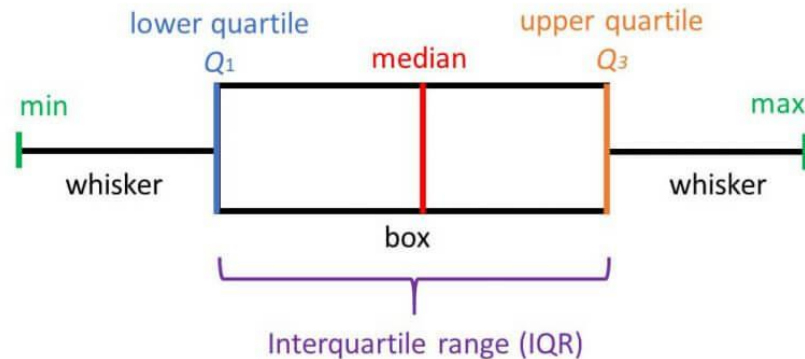 lower quartile
Q1
median
upper quartile
Q3
min
max
whisker
whisker
box
Interquartile range (IQR)